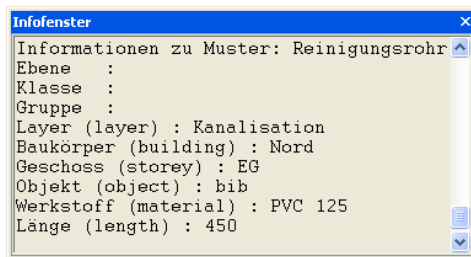 Infofenster
Informationen zu Muster: Reinigungsrohr
Ebene   :
Klasse  :
Gruppe  :
Layer (layer) : Kanalisation
Baukörper (building) : Nord
Geschoss (storey) : EG
Objekt (object) : bib
Werkstoff (material) : PVC 125
Länge (length) : 450